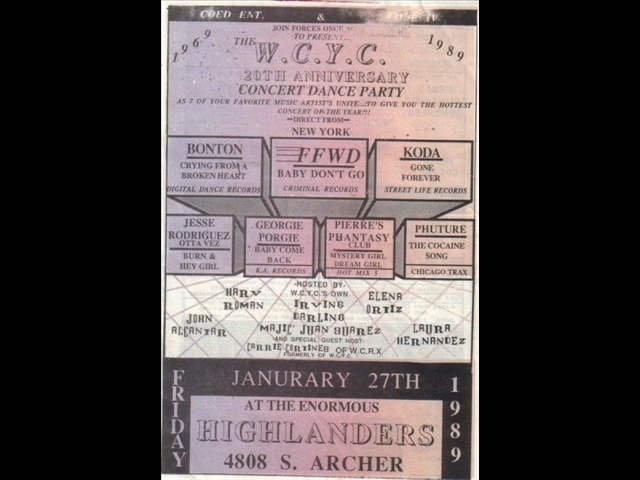 COED ENT. &
JOIN FORCES ONCE
TO PRESENT...
1969 THE W.C.Y.C. 1989
20TH ANNIVERSARY
CONCERT DANCE PARTY
AS 7 OF YOUR FAVORITE MUSIC ARTIST'S UNITE...TO GIVE YOU THE HOTTEST
CONCERT OF THE YEAR!!!
—DIRECT FROM—
NEW YORK
BONTON
CRYING FROM A
BROKEN HEART
DIGITAL DANCE RECORDS
FFWD
BABY DON'T GO
CRIMINAL RECORDS
KODA
GONE
FOREVER
STREET LIFE RECORDS
JESSE
RODRIGUEZ
OTTA VEZ
BURN &
HEY GIRL
GEORGIE
PORGIE
BABY COME
BACK
K.A. RECORDS
PIERRE'S
PHANTASY
CLUB
MYSTERY GIRL
DREAM GIRL
HOT MIX 5
PHUTURE
THE COCAINE
SONG
CHICAGO TRAX
-HOSTED BY-
W.C.Y.C.'S OWN
HARV
ROMAN
IRVING
DARLING
ELENA
ORTIZ
JOHN
ALCANTAR
MAJIC JUAN SUAREZ
LAURA
HERNANDEZ
AND SPECIAL GUEST HOST-
CARRIE CORTINES OF W.C.R.X
FORMERLY OF W.C.Y.C.
FRIDAY
JANURARY 27TH
1989
AT THE ENORMOUS
HIGHLANDERS
4808 S. ARCHER